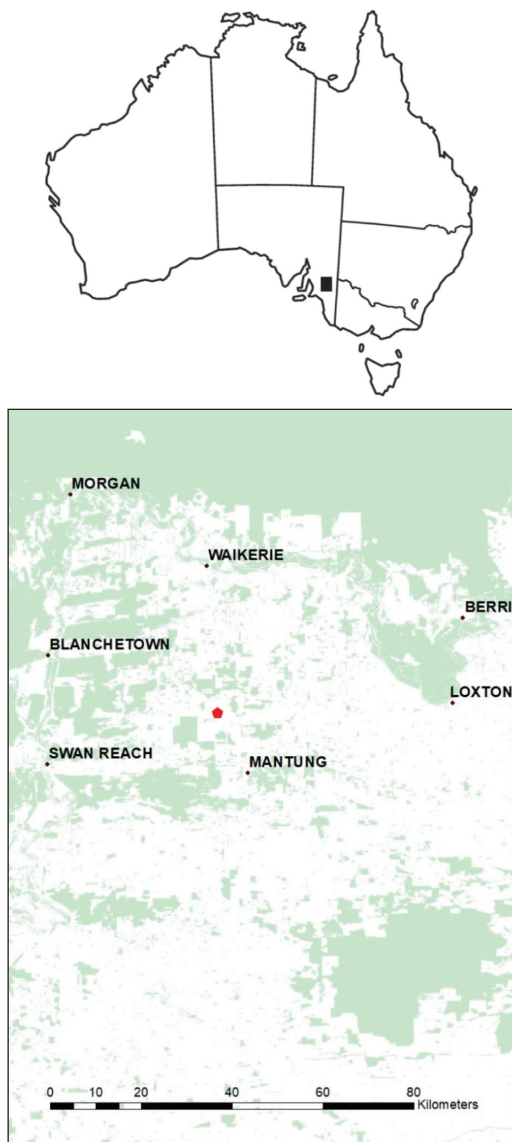 MORGAN
WAIKERIE
BERRI
BLANCHETOWN
LOXTON
SWAN REACH
MANTUNG
0 10 20 40 60 80
Kilometers